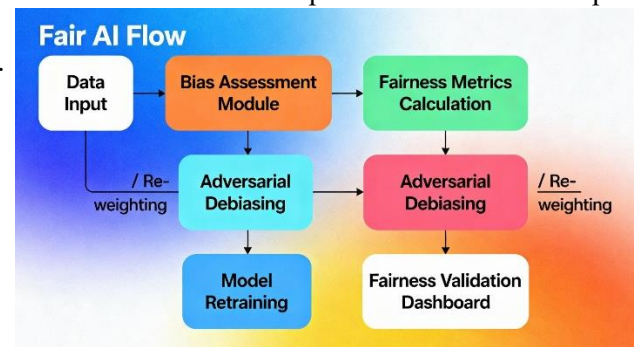 Fair AI Flow
Data
Input
Bias Assessment
Module
Fairness Metrics
Calculation
/ Re-
weighting
Adversarial
Debiasing
Adversarial
Debiasing
/ Re-
weighting
Model
Retraining
Fairness Validation
Dashboard